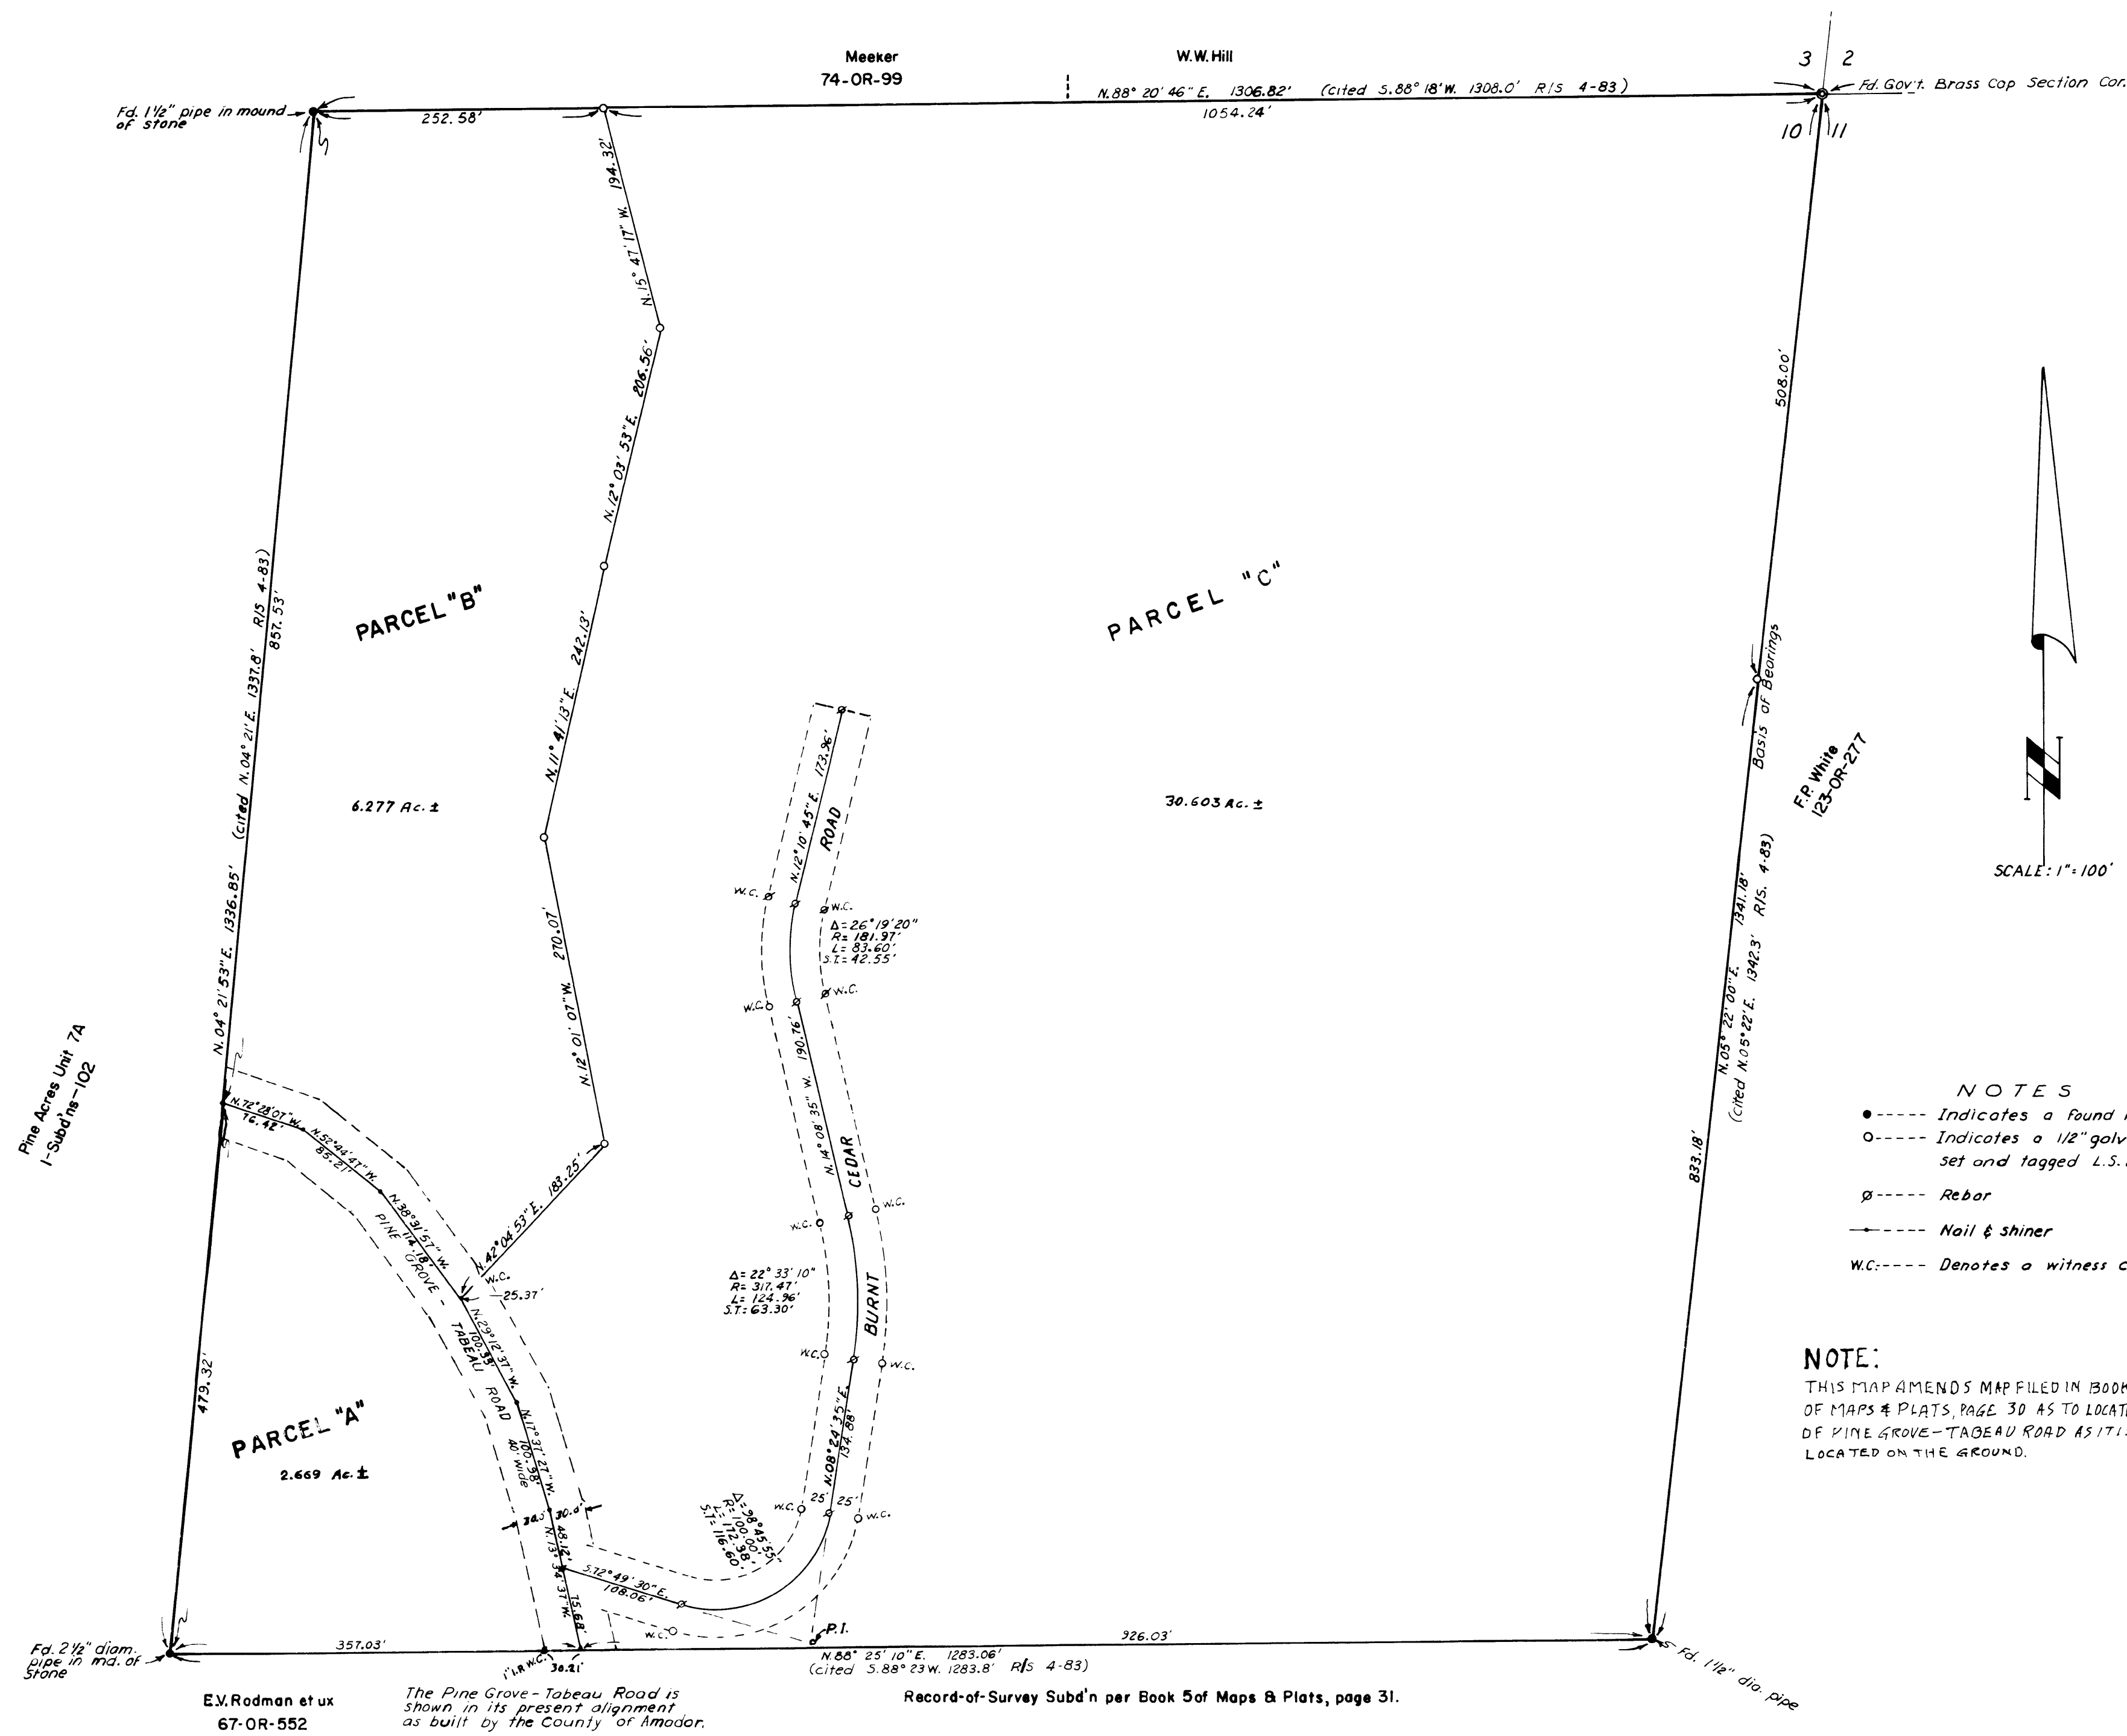 Meeker
74-OR-99
W.W. Hill
3 2
10 11
Fd. Gov't. Brass Cap Section Cor.
Fd. 1½" pipe in mound
of stone
252.58'
N.88° 20' 46" E. 1306.82' (cited S.88° 18' W. 1308.0' R/S 4-83)
1054.24'
N.15° 47' 17" W. 194.32'
N.12° 03' 53" E. 206.56'
N.11° 41' 13" E. 242.13'
N.12° 01' 07" W. 270.07'
N.42° 04' 53" E. 183.25'
W.C.
25.37'
PARCEL "B"
6.277 Ac. ±
PARCEL "C"
30.603 Ac. ±
N.04° 21' 53" E. 1336.85' (cited N.04° 21' E. 1337.8' R/S 4-83)
857.53'
479.32'
Pine Acres Unit 7A
1-Subd'ns-102
508.00'
Basis of Bearings
N.05° 22' 00" E. 1341.18'
(cited N.05° 22' E. 1342.3' R/S. 4-83)
833.18'
F.P. White
123-OR-277
SCALE: 1"=100'
N
N.72° 28' 07" W.
76.42'
N.52° 44' 47" W.
85.21'
N.38° 31' 57" W.
114.18'
N.29° 12' 37" W.
100.33'
N.17° 37' 27" W.
100.98'
40' wide
PINE GROVE - TABEAU ROAD
30.0'
48.12'
N.13° 34' 37" W.
75.68'
PARCEL "A"
2.669 Ac. ±
N.12° 10' 45" E. 173.96'
ROAD
W.C.
W.C.
Δ= 26° 19' 20"
R= 181.97'
L= 83.60'
S.T.= 42.55'
W.C.
W.C.
N.14° 08' 35" W. 190.76'
CEDAR
W.C.
W.C.
Δ= 22° 33' 10"
R= 317.47'
L= 124.96'
S.T.= 63.30'
BURNT
W.C.
W.C.
N.08° 24' 35" E.
134.88'
W.C. 25' 25' W.C.
Δ= 98° 45' 55"
R= 100.00'
L= 172.38'
S.T.= 116.60'
S.72° 49' 30" E.
108.06'
W.C.
P.I.
357.03'
1" I.P. W.C.
30.21'
926.03'
N.88° 25' 10" E. 1283.06'
(cited S.88° 23 W. 1283.8' R/S 4-83)
Fd. 2½" diam.
pipe in md. of
Stone
Fd. 1½" dia. pipe
E.V. Rodman et ux
67-OR-552
The Pine Grove-Tabeau Road is
shown in its present alignment
as built by the County of Amador.
Record-of-Survey Subd'n per Book 5 of Maps & Plats, page 31.
NOTES
Indicates a found
Indicates a 1/2" galv
set and tagged L.S.
Rebar
Nail & shiner
W.C. Denotes a witness
NOTE:
THIS MAP AMENDS MAP FILED IN BOOK
OF MAPS & PLATS, PAGE 30 AS TO LOCAT
OF PINE GROVE-TABEAU ROAD AS IT I
LOCATED ON THE GROUND.